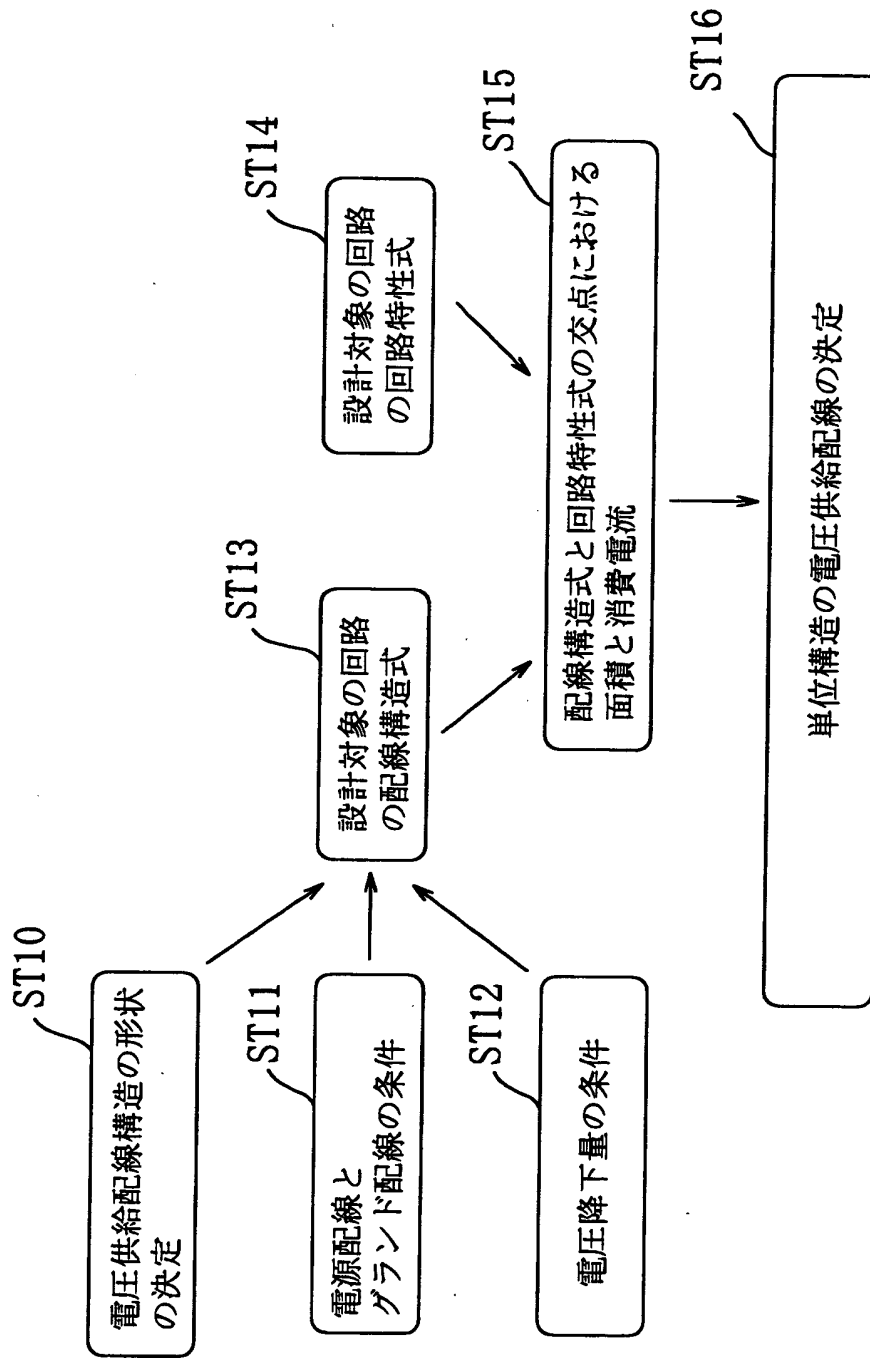 ST10
電圧供給配線構造の形状
の決定
ST11
電源配線と
グランド配線の条件
ST12
電圧降下量の条件
ST13
設計対象の回路
の配線構造式
ST14
設計対象の回路
の回路特性式
ST15
配線構造式と回路特性式の交点における
面積と消費電流
ST16
単位構造の電圧供給配線の決定